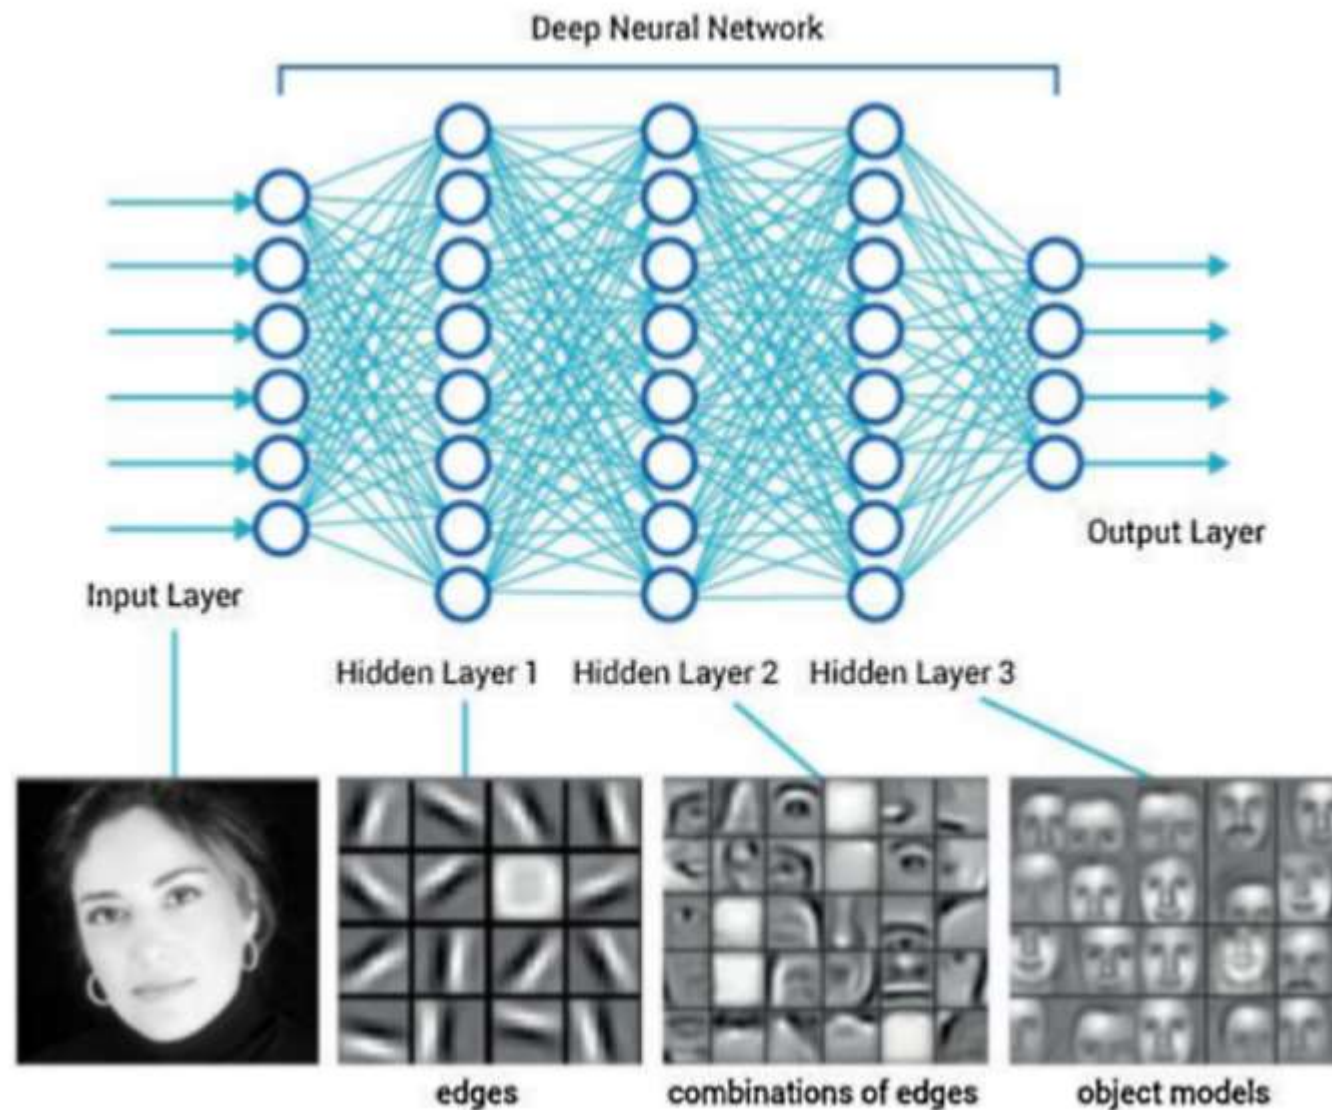 Deep Neural Network
Output Layer
Input Layer
Hidden Layer 1
Hidden Layer 2
Hidden Layer 3
edges
combinations of edges
object models